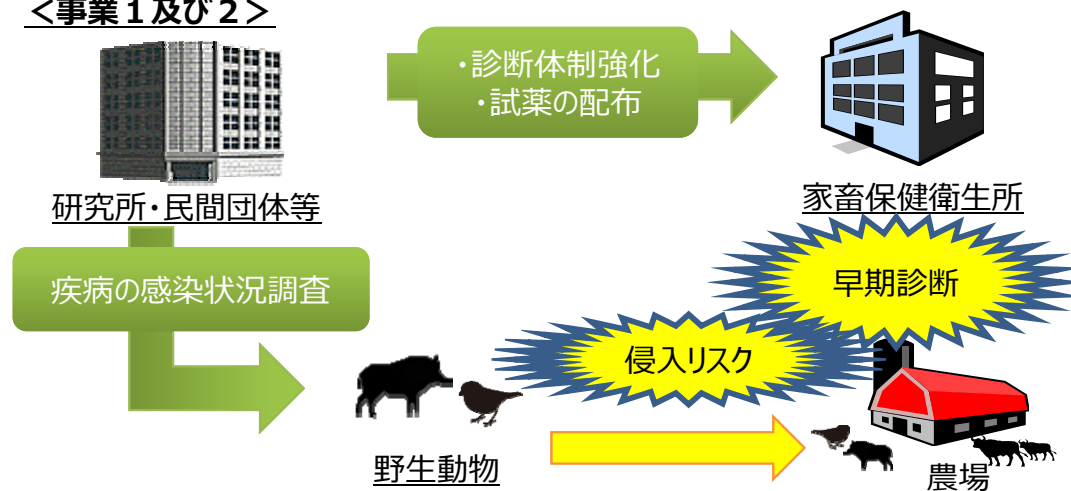 ＜事業１及び２＞
・診断体制強化
・試薬の配布
研究所・民間団体等
家畜保健衛生所
疾病の感染状況調査
早期診断
侵入リスク
野生動物
農場